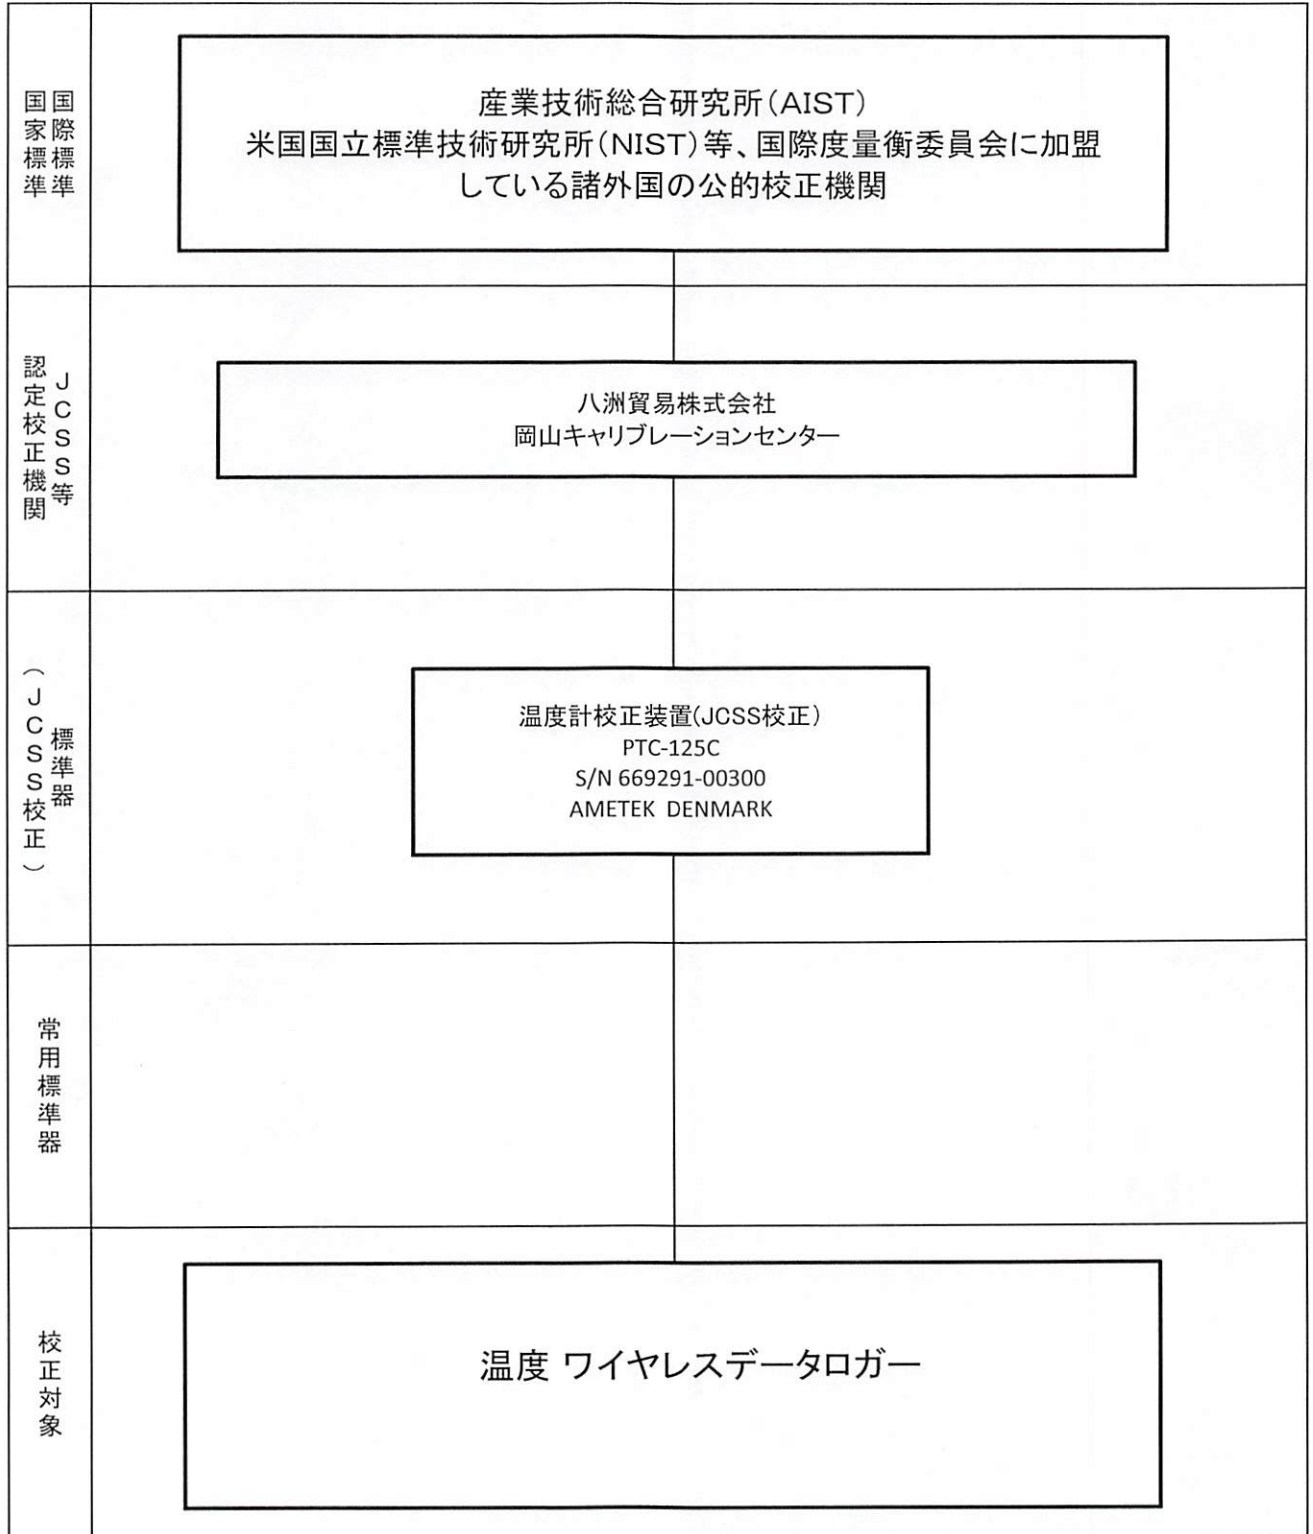 国際標準
国家標準
産業技術総合研究所(AIST)
米国国立標準技術研究所(NIST)等、国際度量衡委員会に加盟
している諸外国の公的校正機関
JCSS等
認定校正機関
八洲貿易株式会社
岡山キャリブレーションセンター
標準器
(JCSS校正)
温度計校正装置(JCSS校正)
PTC-125C
S/N 669291-00300
AMETEK DENMARK
常用標準器
校正対象
温度 ワイヤレスデータロガー